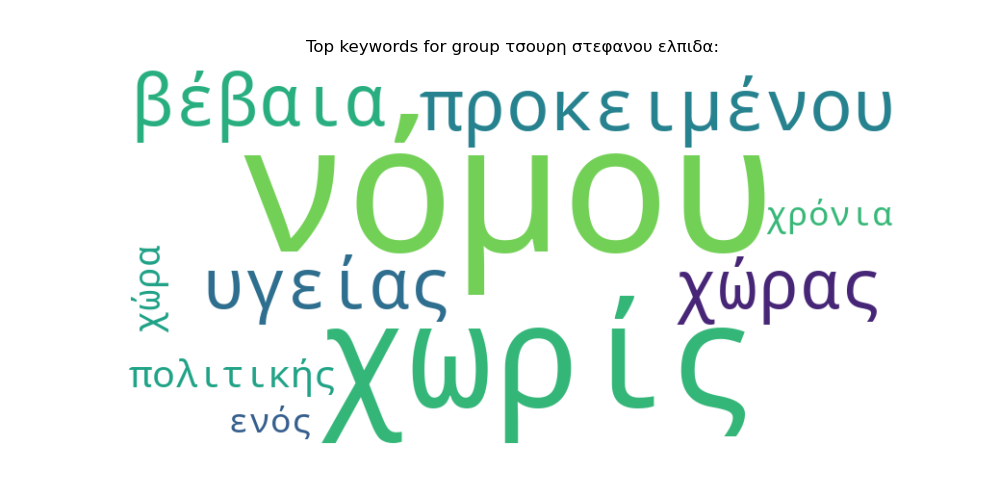 Top keywords for group τσουρη στεφανου ελπιδα:
βέβαια προκειμένου
νόμου
χρόνια
χώρα
υγείας χώρας
χωρίς
πολιτικής
ενός